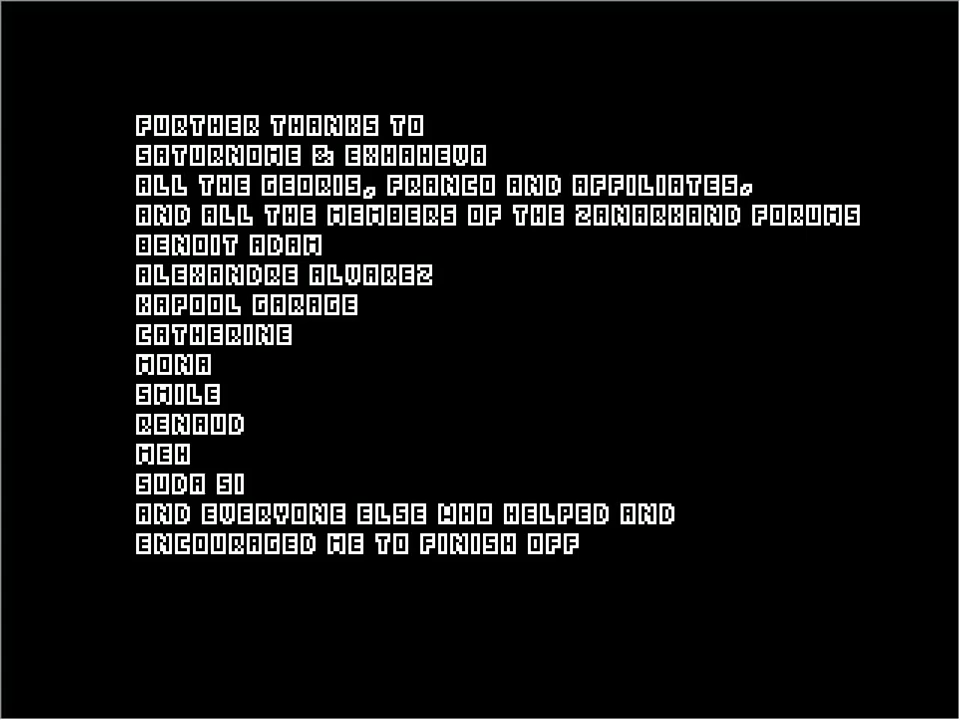 FURTHER THANKS TO
SATURNOME & EXHAHEVA
ALL THE GEORIS, FRANCO AND AFFILIATES,
AND ALL THE MEMBERS OF THE ZANARKAND FORUMS
BENOIT ADAM
ALEXANDRE ALVAREZ
KAPOOL GARAGE
CATHERINE
MONA
SMILE
RENAUD
MEH
SUDA 51
AND EVERYONE ELSE WHO HELPED AND
ENCOURAGED ME TO FINISH OFF